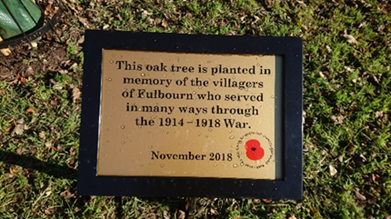 This oak tree is planted in
memory of the villagers
of Fulbourn who served
in many ways through
the 1914–1918 War.
November 2018